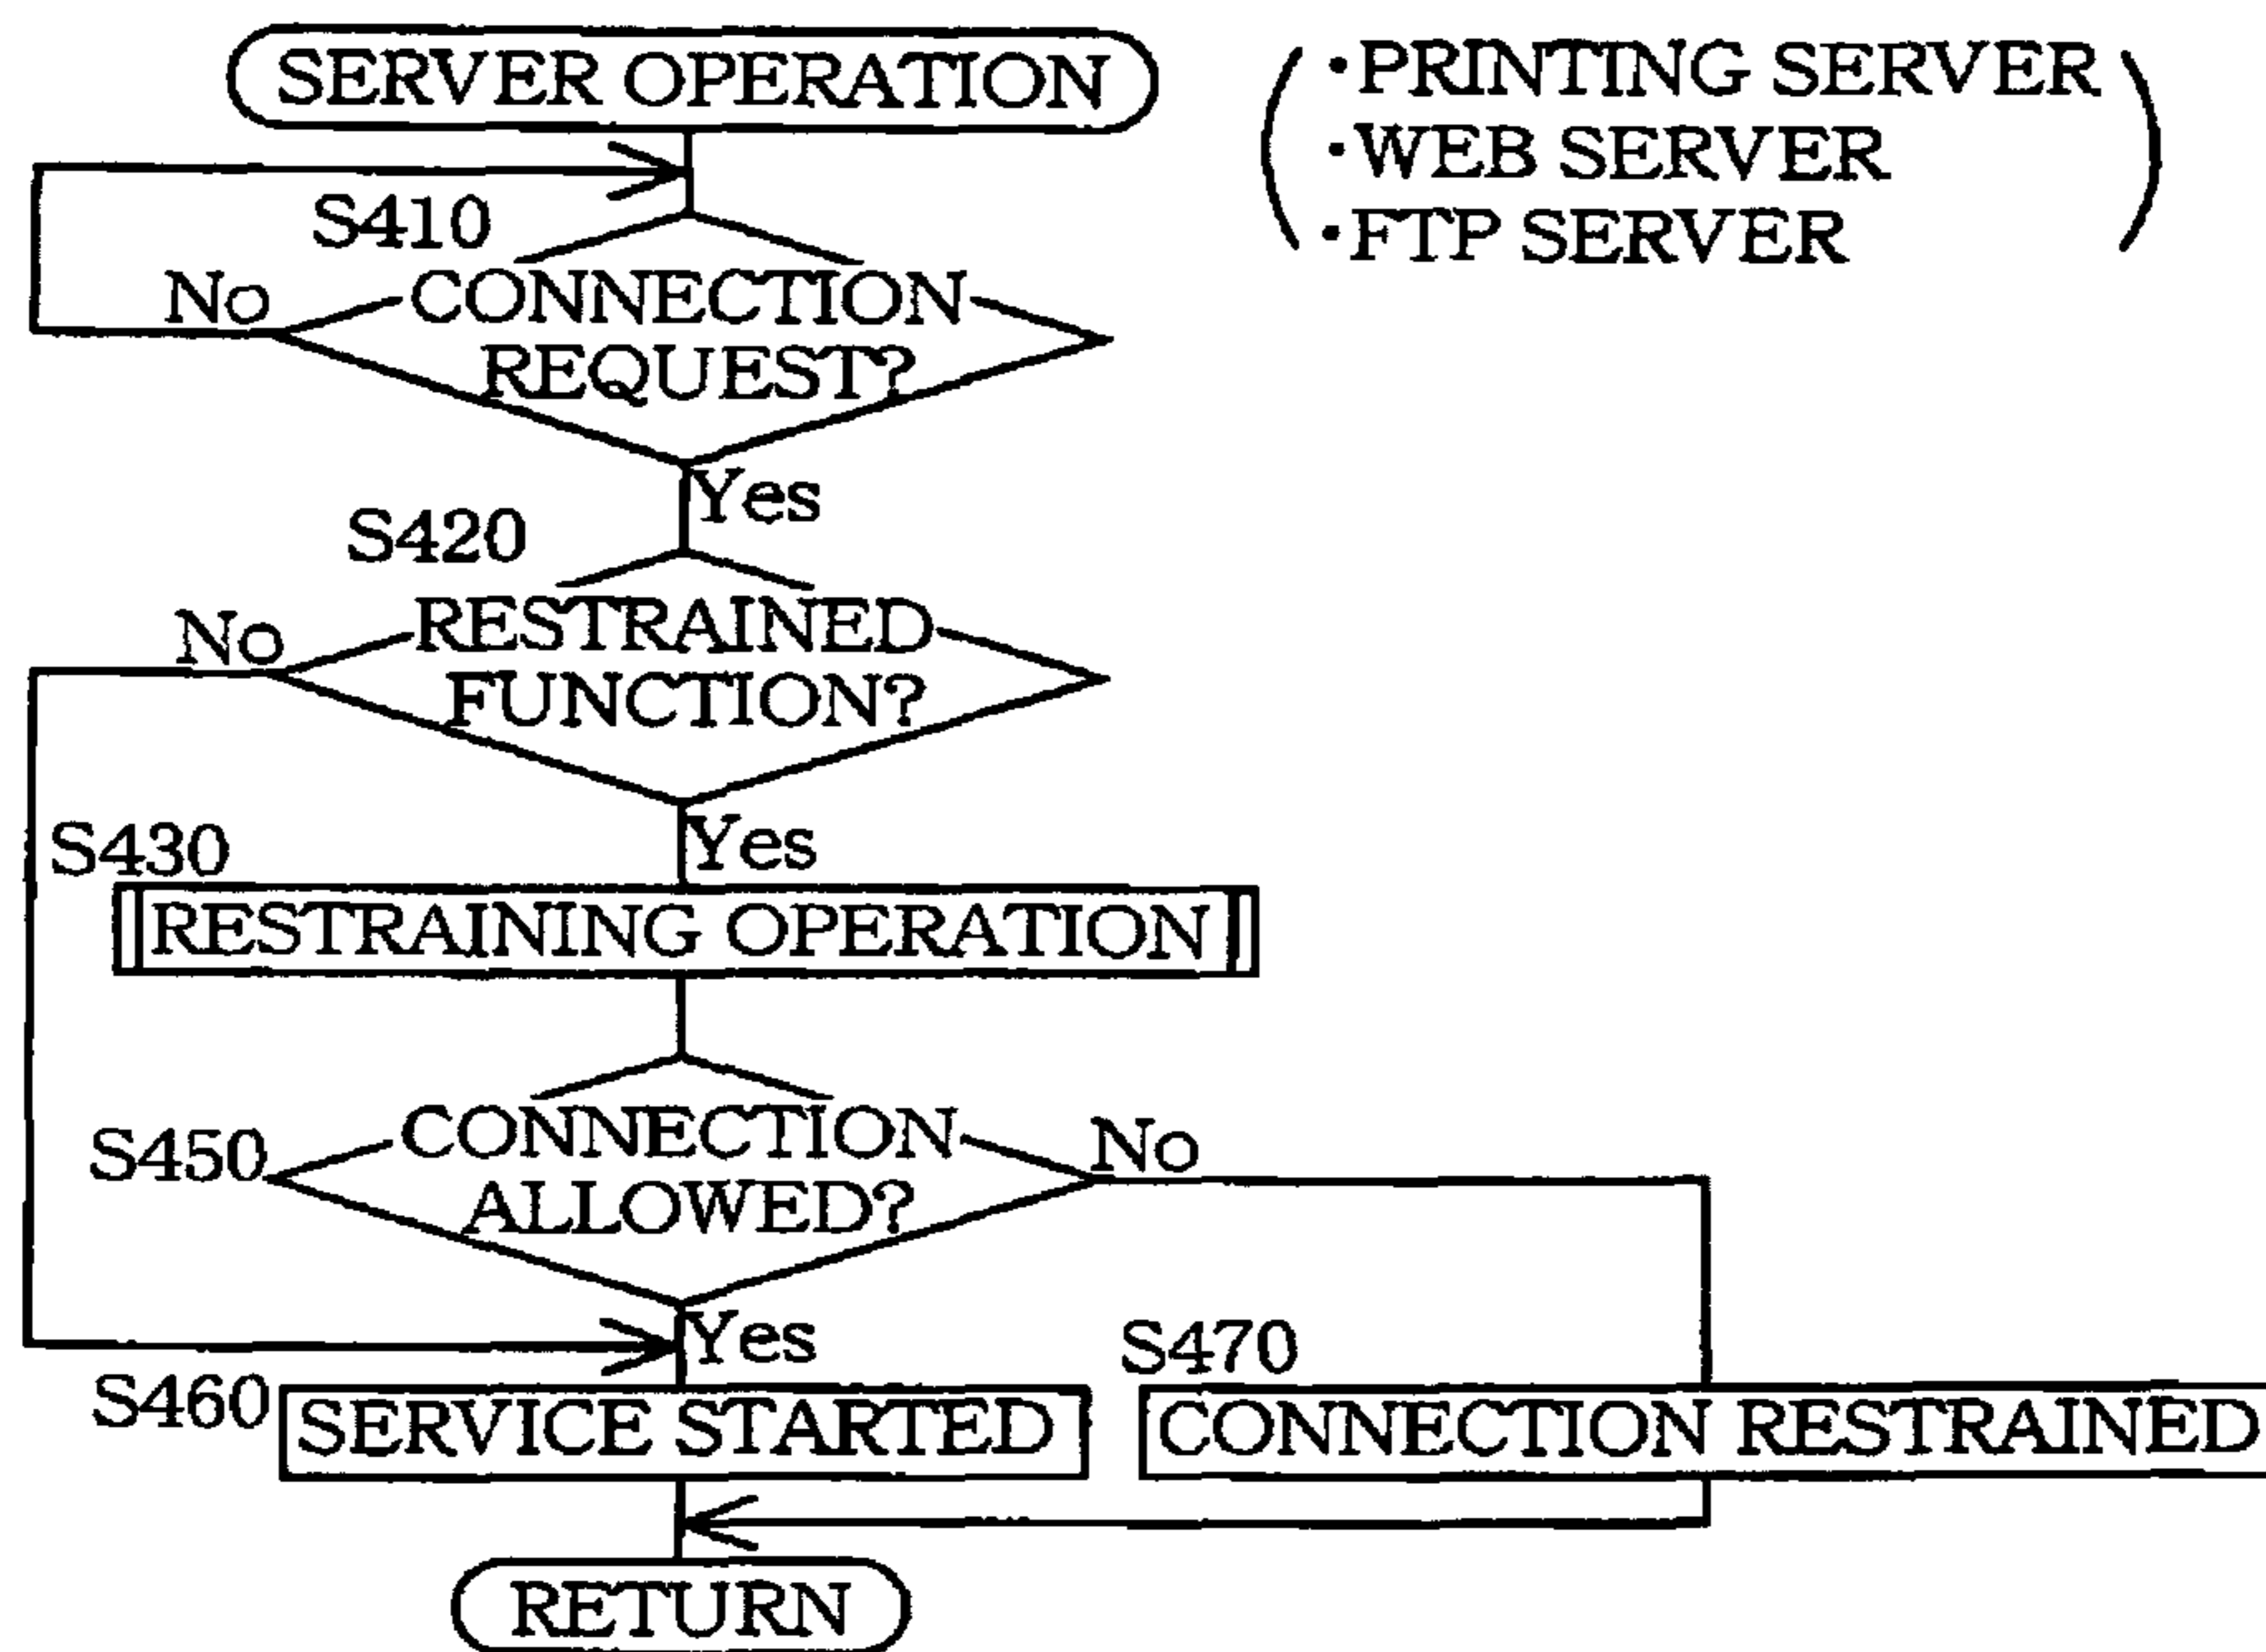 SERVER OPERATION
・PRINTING SERVER
・WEB SERVER
・FTP SERVER
S410
No
CONNECTION
REQUEST?
Yes
S420
No
RESTRAINED
FUNCTION?
Yes
S430
RESTRAINING OPERATION
S450
CONNECTION
ALLOWED?
No
Yes
S460
SERVICE STARTED
S470
CONNECTION RESTRAINED
RETURN